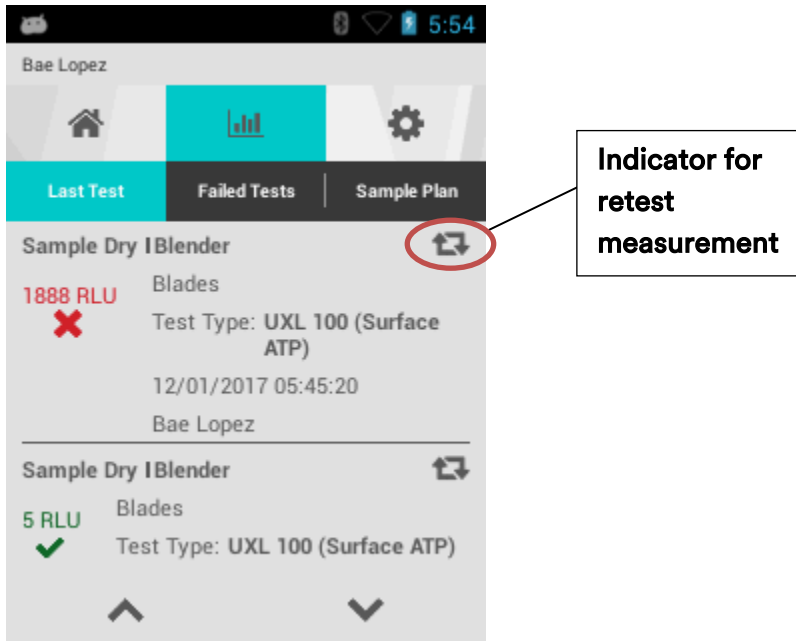 5:54
Bae Lopez
Last Test
Failed Tests
Sample Plan
Sample Dry I Blender
1888 RLU
Blades
Test Type: UXL 100 (Surface
ATP)
12/01/2017 05:45:20
Bae Lopez
Sample Dry I Blender
5 RLU
Blades
Test Type: UXL 100 (Surface ATP)
Indicator for
retest
measurement